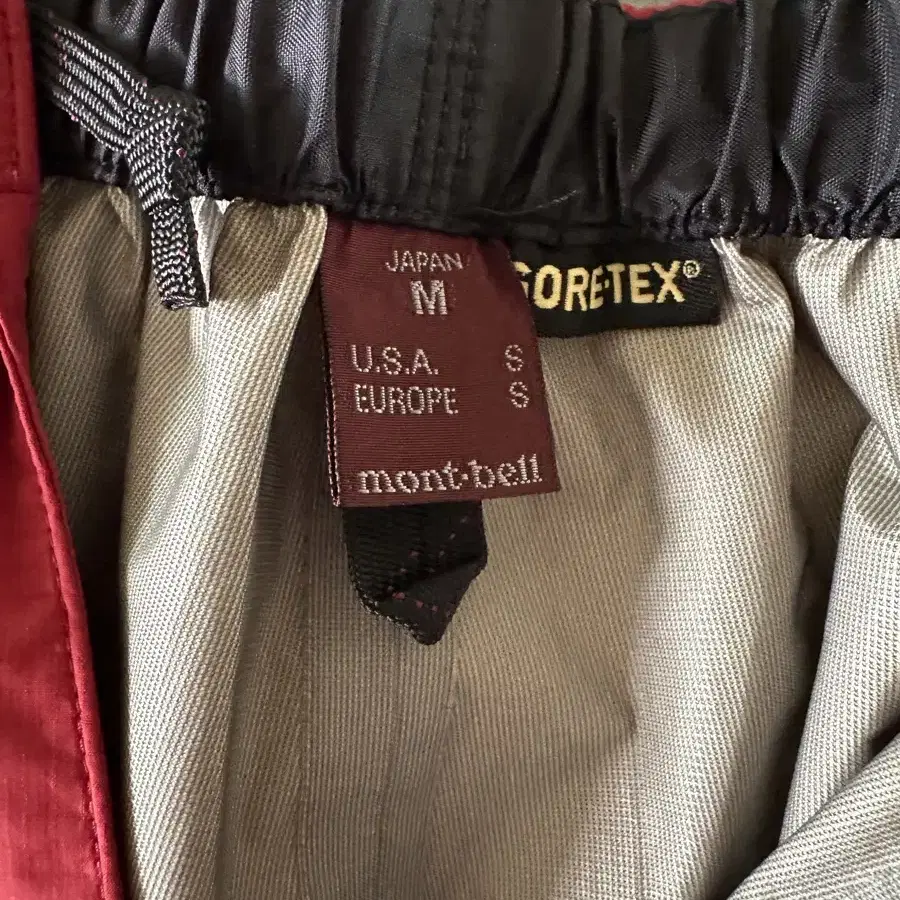 JAPAN
M
U.S.A. S
EUROPE S
mont-bell
GORE-TEX®